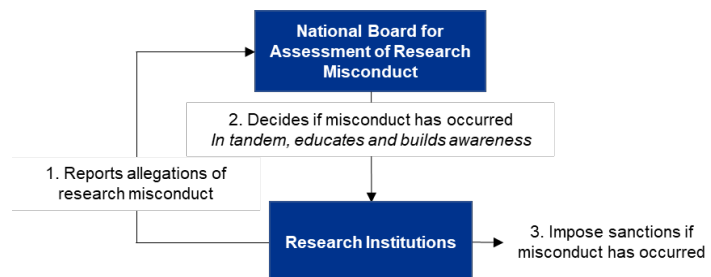 National Board for
Assessment of Research
Misconduct
2. Decides if misconduct has occurred
In tandem, educates and builds awareness
1. Reports allegations of
research misconduct
Research Institutions
3. Impose sanctions if
misconduct has occurred